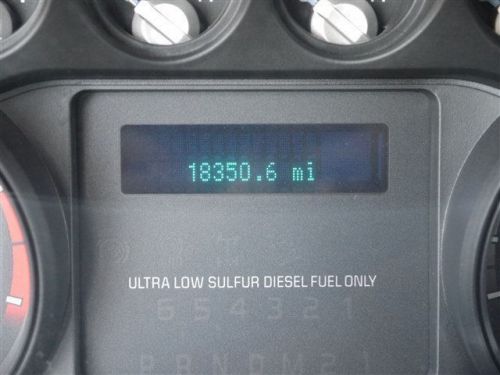 18350.6 mi
ULTRA LOW SULFUR DIESEL FUEL ONLY
6 5 4 3 2 1
P R N D M 2 1